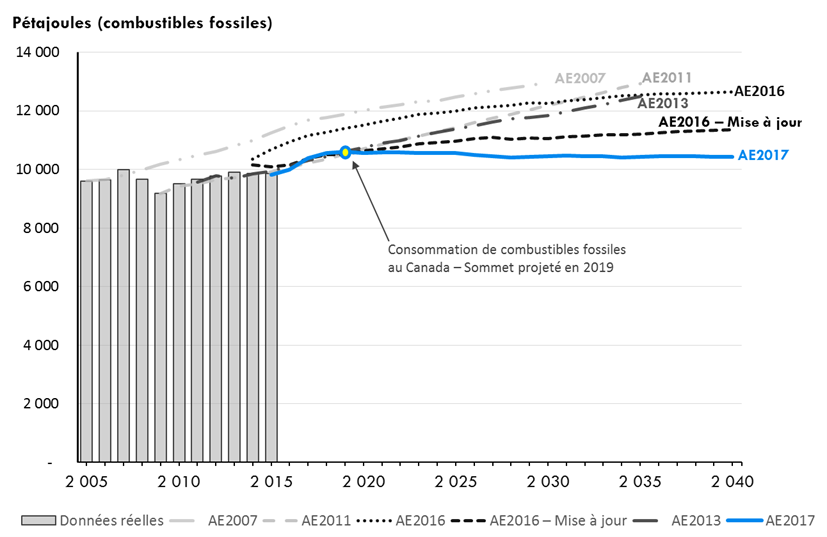 Pétajoules (combustibles fossiles)
14 000
12 000
10 000
8 000
6 000
4 000
2 000
-
AE2007
AE2011
AE2016
AE2013
AE2016 – Mise à jour
AE2017
Consommation de combustibles fossiles
au Canada – Sommet projeté en 2019
2 005 2 010 2 015 2 020 2 025 2 030 2 035 2 040
Données réelles AE2007 AE2011 AE2016 AE2016 – Mise à jour AE2013 AE2017